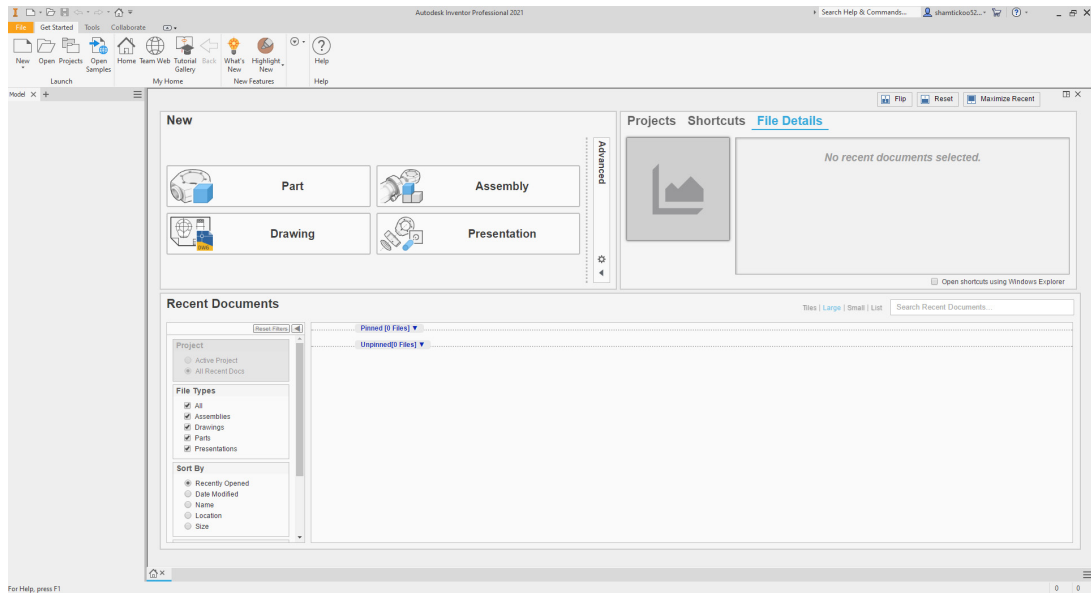 Autodesk Inventor Professional 2021
Search Help & Commands...
shamtickoo52...
File Get Started Tools Collaborate
New Open Projects Open Samples Home Team Web Tutorial Gallery Back What's New Highlight New Help
Launch My Home New Features Help
Model
Flip Reset Maximize Recent
New
Part Assembly
Drawing Presentation
DWG
Advanced
Projects Shortcuts File Details
No recent documents selected.
Open shortcuts using Windows Explorer
Recent Documents
Tiles | Large | Small | List Search Recent Documents...
Reset Filters
Project
Active Project
All Recent Docs
File Types
All
Assemblies
Drawings
Parts
Presentations
Sort By
Recently Opened
Date Modified
Name
Location
Size
Pinned [0 Files]
Unpinned[0 Files]
For Help, press F1
0 0